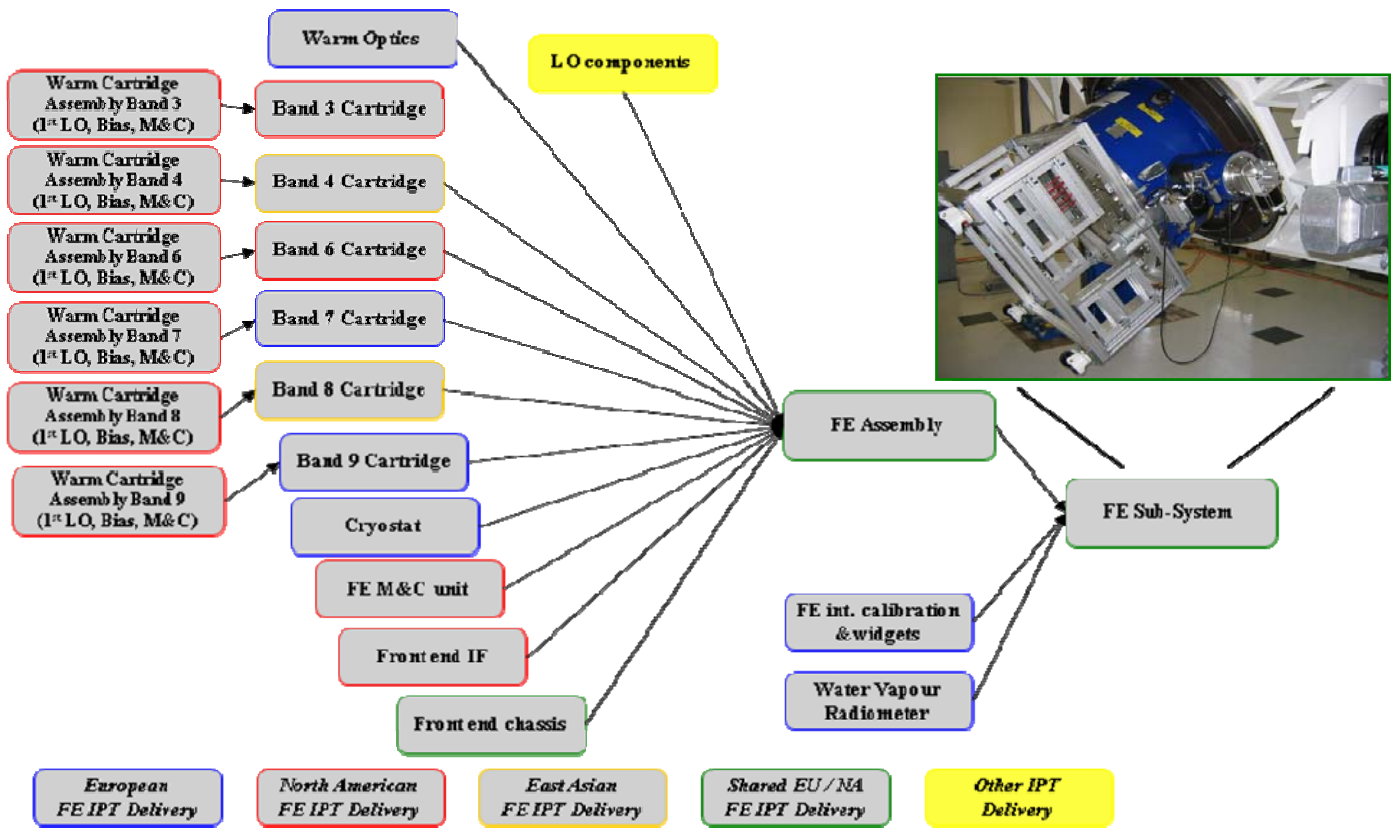 Warm Optics
LO components
Warm Cartridge
Assembly Band 3
(1st LO, Bias, M&C)
Band 3 Cartridge
Warm Cartridge
Assembly Band 4
(1st LO, Bias, M&C)
Band 4 Cartridge
Warm Cartridge
Assembly Band 6
(1st LO, Bias, M&C)
Band 6 Cartridge
Warm Cartridge
Assembly Band 7
(1st LO, Bias, M&C)
Band 7 Cartridge
Warm Cartridge
Assembly Band 8
(1st LO, Bias, M&C)
Band 8 Cartridge
Warm Cartridge
Assembly Band 9
(1st LO, Bias, M&C)
Band 9 Cartridge
Cryostat
FE M&C unit
Frontend IF
Frontend chassis
FE Assembly
FE Sub-System
FE int. calibration
& widgets
Water Vapour
Radiometer
European
FE IPT Delivery
North American
FE IPT Delivery
East Asian
FE IPT Delivery
Shared EU / NA
FE IPT Delivery
Other IPT
Delivery